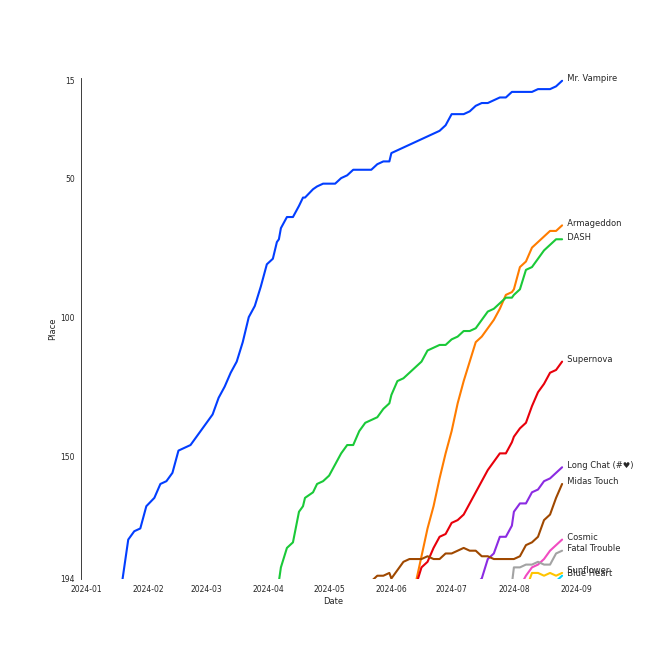 15
50
100
150
194
Place
2024-01
2024-02
2024-03
2024-04
2024-05
2024-06
2024-07
2024-08
2024-09
Date
Mr. Vampire
Armageddon
DASH
Supernova
Long Chat (#♥)
Midas Touch
Cosmic
Fatal Trouble
Sunflower
Blue Heart